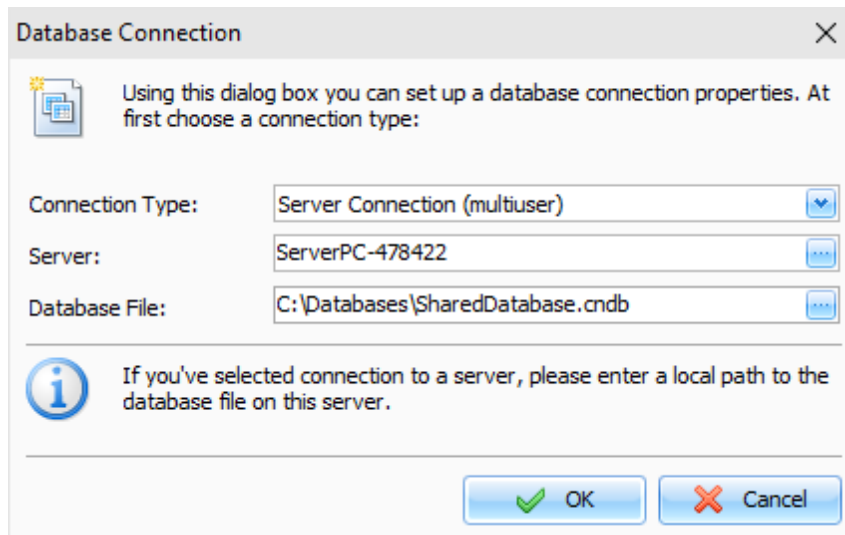 Database Connection
Using this dialog box you can set up a database connection properties. At
first choose a connection type:
Connection Type: Server Connection (multiuser)
Server: ServerPC-478422
Database File: C:\Databases\SharedDatabase.cndb
If you've selected connection to a server, please enter a local path to the
database file on this server.
OK Cancel